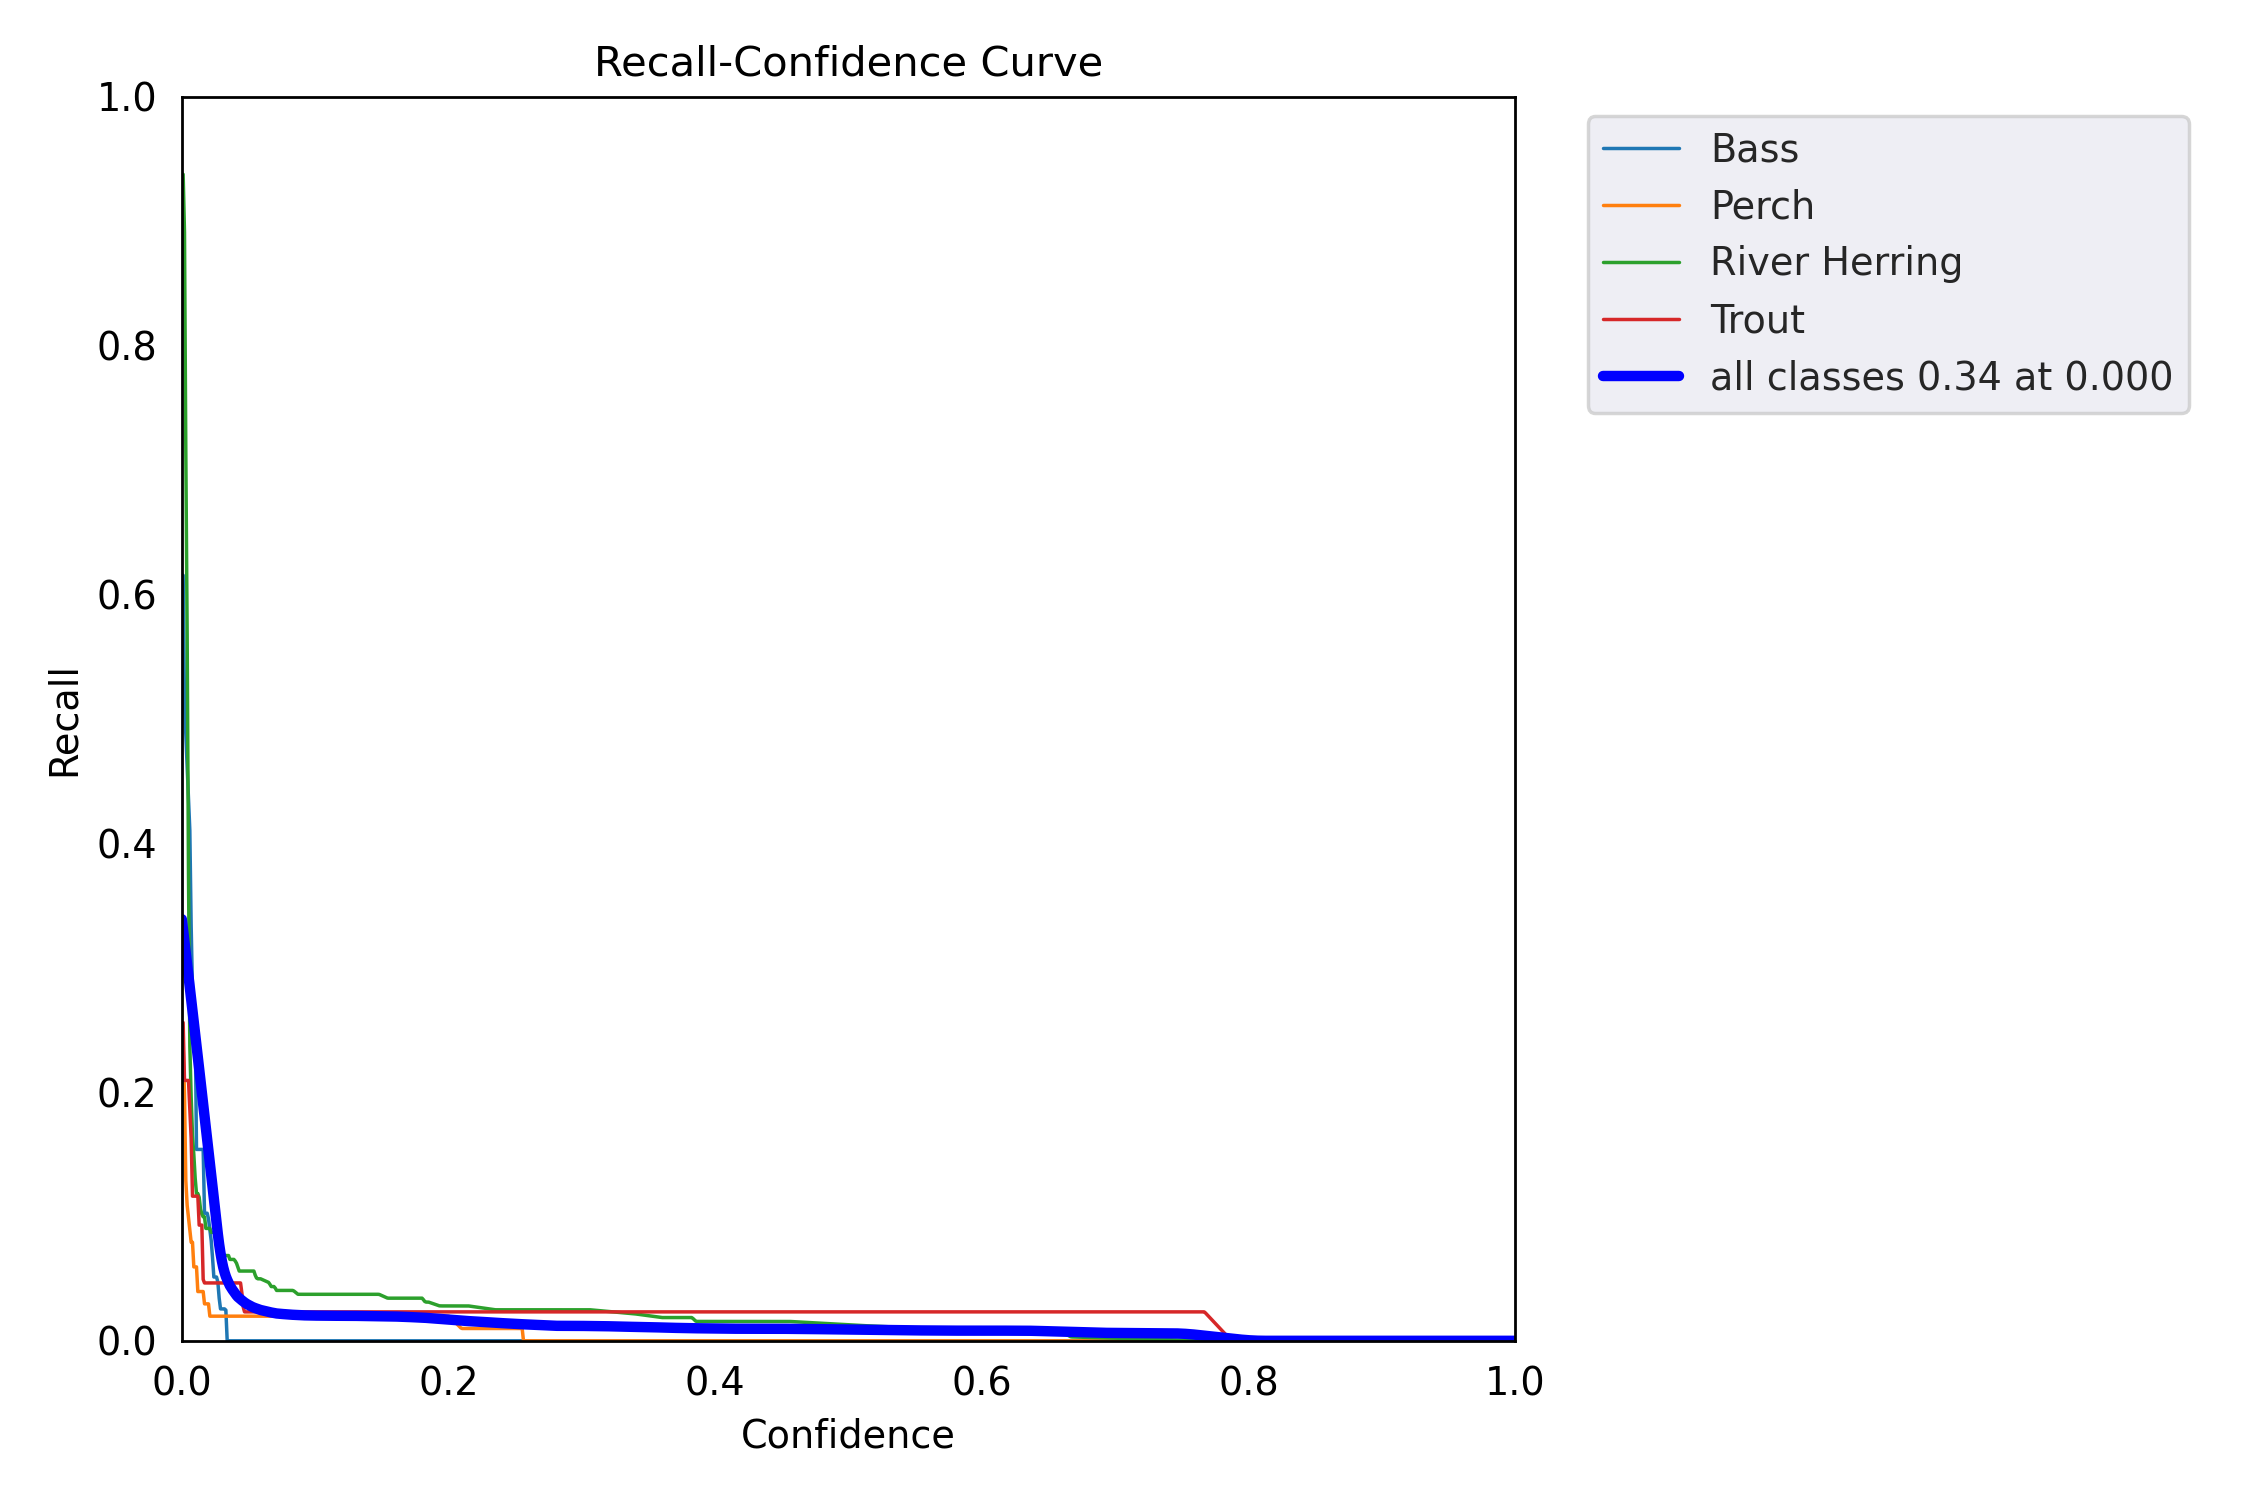 Recall-Confidence Curve
1.0
0.8
0.6
0.4
0.2
0.0
Recall
0.0 0.2 0.4 0.6 0.8 1.0
Confidence
Bass
Perch
River Herring
Trout
all classes 0.34 at 0.000